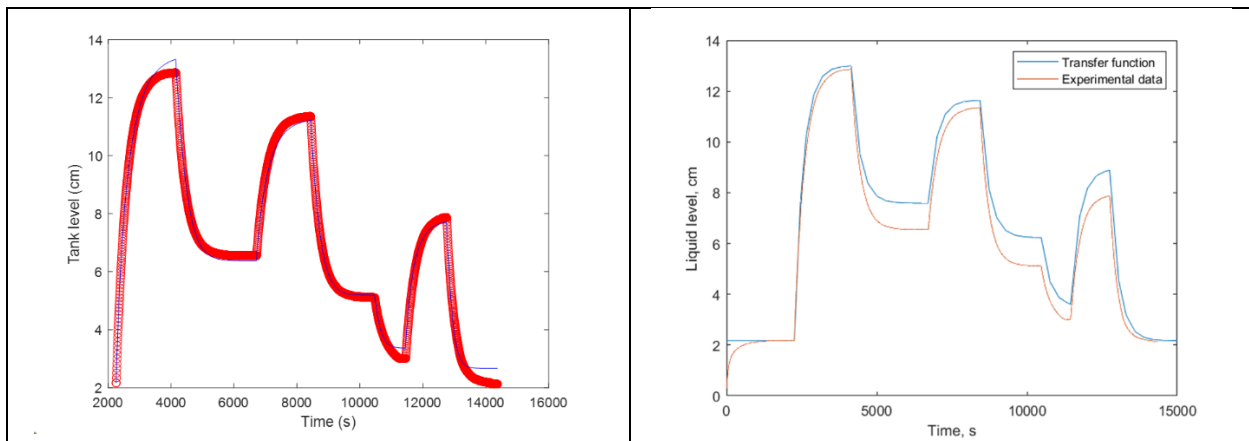 14
12
10
8
6
4
2
Tank level (cm)
2000 4000 6000 8000 10000 12000 14000 16000
Time (s)
14
12
10
8
6
4
2
0
Liquid level, cm
Transfer function
Experimental data
0 5000 10000 15000
Time, s